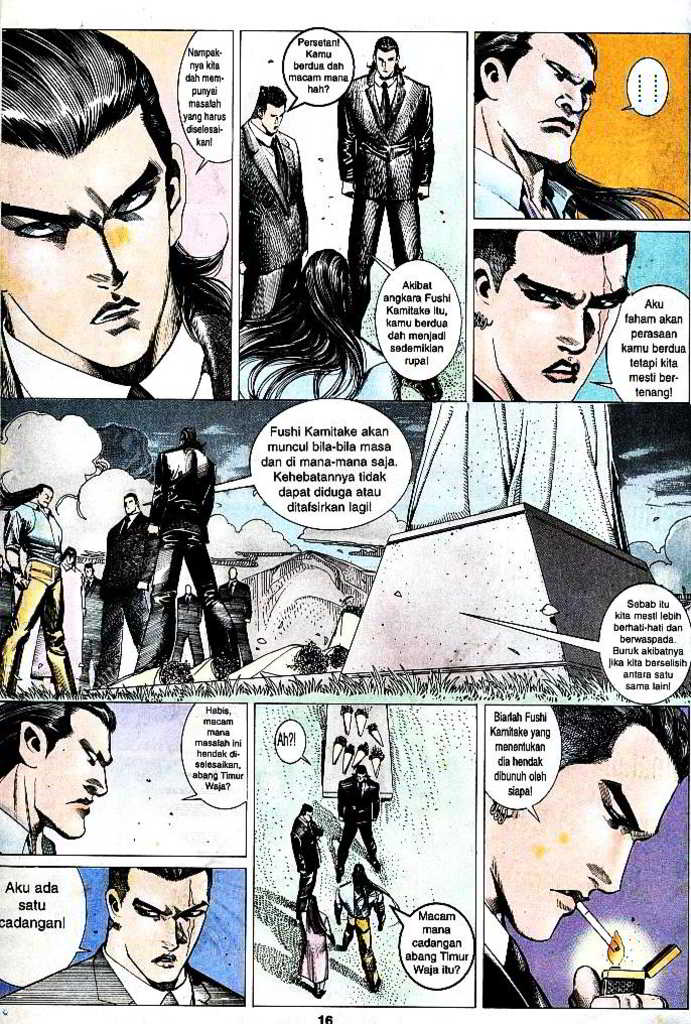 Nampak-
nya kita
dah mem-
punyai
masalah
yang harus
diselesai-
kan!
Persetan!
Kamu
berdua dah
macam mana
hah?
Akibat
angkara Fushi
Kamitake itu,
kamu berdua
dah menjadi
sedemikian
rupa!
Aku
faham akan
perasaan
kamu berdua
tetapi kita
mesti ber-
tenang!
Fushi Kamitake akan
muncul bila-bila masa
dan di mana-mana saja.
Kehebatannya tidak
dapat diduga atau
ditafsirkan lagi!
Sebab itu
kita mesti lebih
berhati-hati dan
berwaspada.
Buruk akibatnya
jika kita berselisih
antara satu
sama lain!
Habis,
macam
mana
masalah ini
hendak di-
selesaikan,
abang Timur
Waja?
Aku ada
satu
cadangan!
Ah?!
Macam
mana
cadangan
abang Timur
Waja itu?
Biarlah Fushi
Kamitake yang
menentukan
dia hendak
dibunuh oleh
siapa!
16